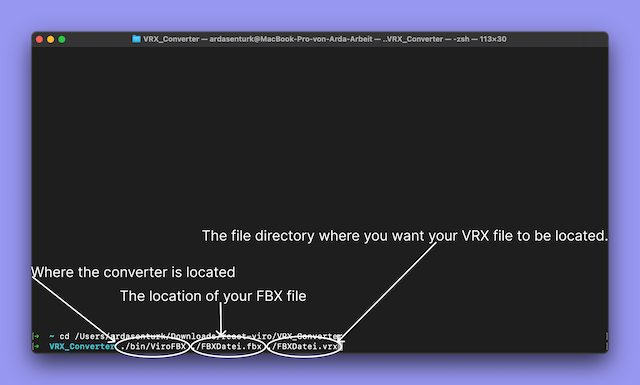 VRX_Converter — ardasenturk@MacBook-Pro-von-Arda-Arbeit — ..VRX_Converter — -zsh — 113×30
The file directory where you want your VRX file to be located.
Where the converter is located
The location of your FBX file
~ cd /Users/ardasenturk/Downloads/react-viro/VRX_Converter
VRX_Converter ./bin/ViroFBX ./FBXDatei.fbx ./FBXDatei.vrx